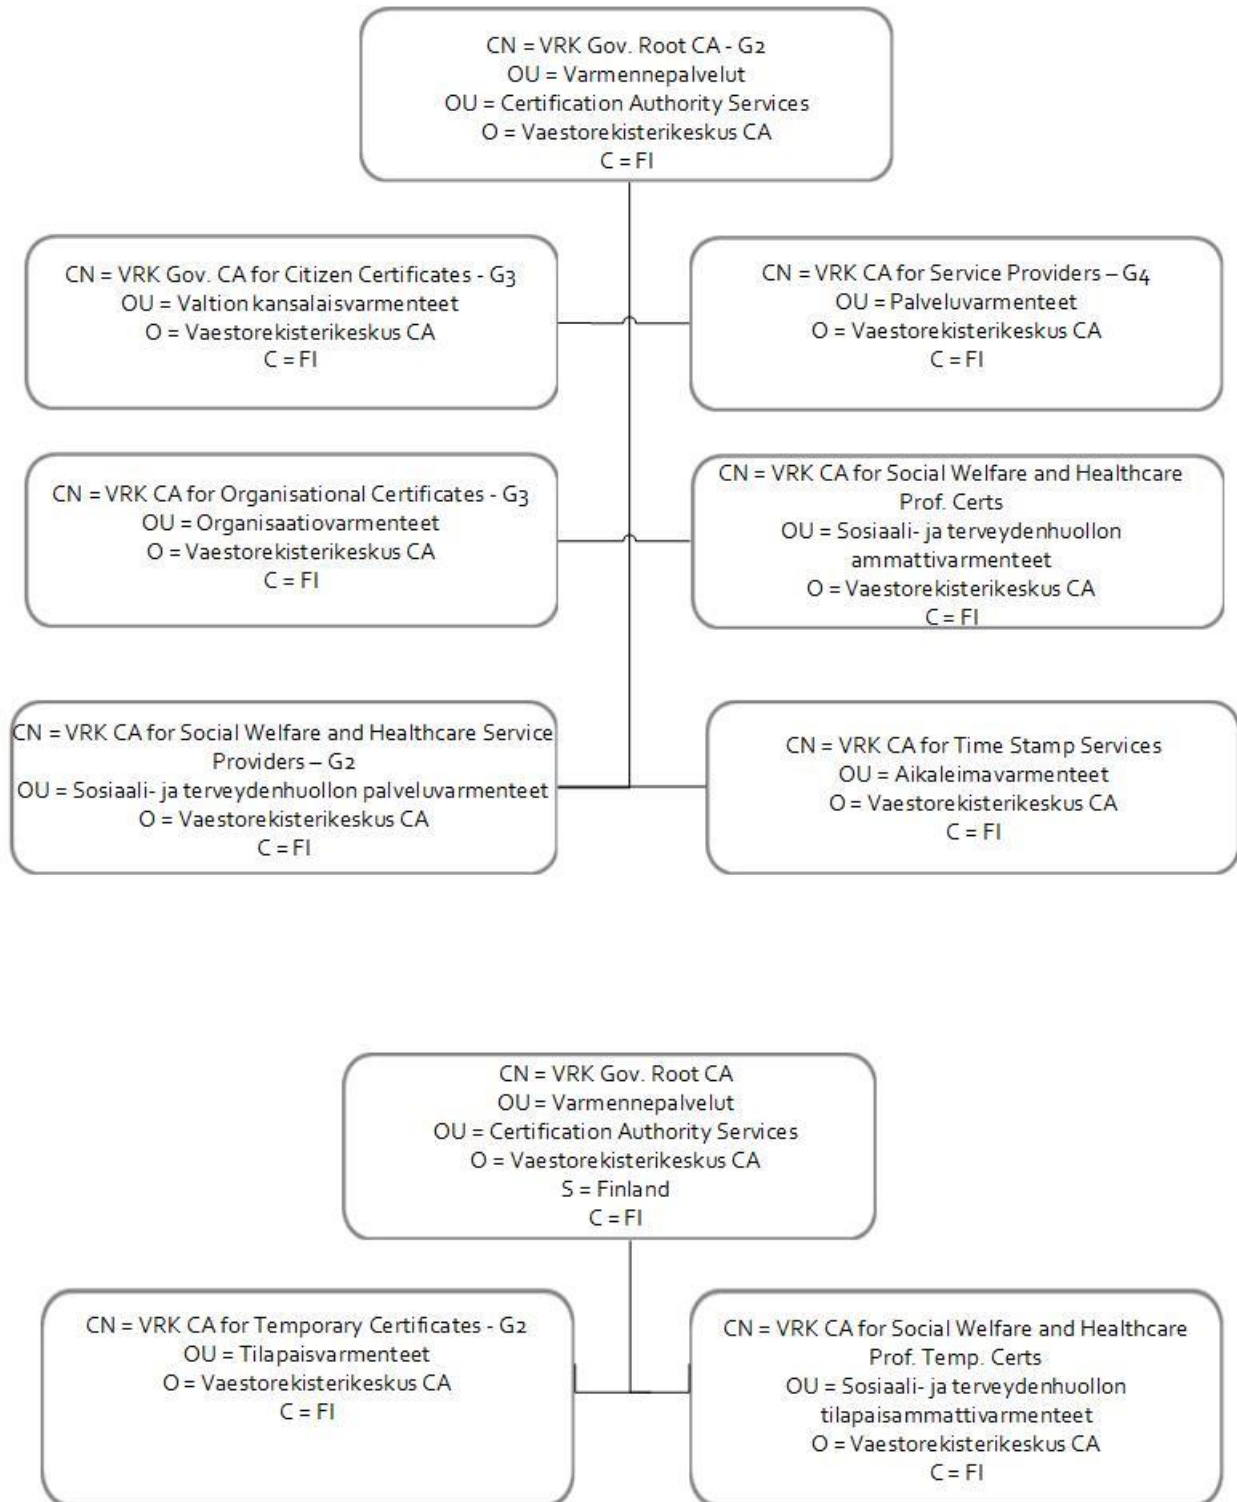 CN = VRK Gov. Root CA - G2
OU = Varmennepalvelut
OU = Certification Authority Services
O = Vaestorekisterikeskus CA
C = FI
CN = VRK Gov. CA for Citizen Certificates - G3
OU = Valtion kansalaisvarmenteet
O = Vaestorekisterikeskus CA
C = FI
CN = VRK CA for Service Providers – G4
OU = Palveluvarmenteet
O = Vaestorekisterikeskus CA
C = FI
CN = VRK CA for Organisational Certificates - G3
OU = Organisaatiovarmenteet
O = Vaestorekisterikeskus CA
C = FI
CN = VRK CA for Social Welfare and Healthcare
Prof. Certs
OU = Sosiaali- ja terveydenhuollon
ammattivarmenteet
O = Vaestorekisterikeskus CA
C = FI
CN = VRK CA for Social Welfare and Healthcare Service
Providers – G2
OU = Sosiaali- ja terveydenhuollon palveluvarmenteet
O = Vaestorekisterikeskus CA
C = FI
CN = VRK CA for Time Stamp Services
OU = Aikaleimavarmenteet
O = Vaestorekisterikeskus CA
C = FI
CN = VRK Gov. Root CA
OU = Varmennepalvelut
OU = Certification Authority Services
O = Vaestorekisterikeskus CA
S = Finland
C = FI
CN = VRK CA for Temporary Certificates - G2
OU = Tilapaisvarmenteet
O = Vaestorekisterikeskus CA
C = FI
CN = VRK CA for Social Welfare and Healthcare
Prof. Temp. Certs
OU = Sosiaali- ja terveydenhuollon
tilapaisammattivarmenteet
O = Vaestorekisterikeskus CA
C = FI